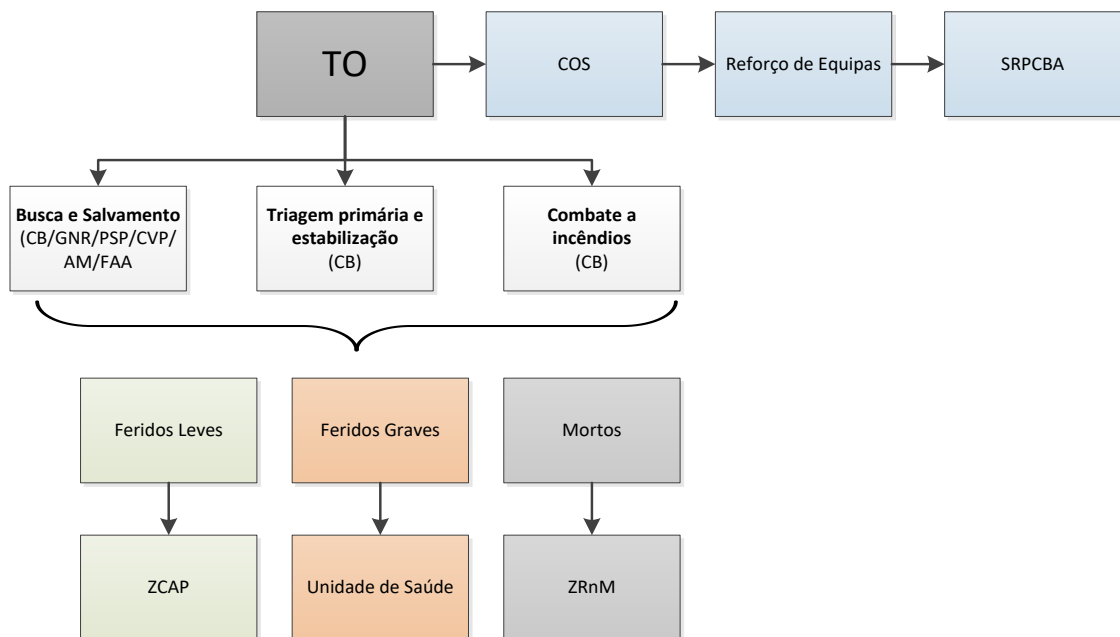 TO
COS
Reforço de Equipas
SRPCBA
Busca e Salvamento
(CB/GNR/PSP/CVP/
AM/FAA
Triagem primária e
estabilização
(CB)
Combate a
incêndios
(CB)
Feridos Leves
Feridos Graves
Mortos
ZCAP
Unidade de Saúde
ZRnM